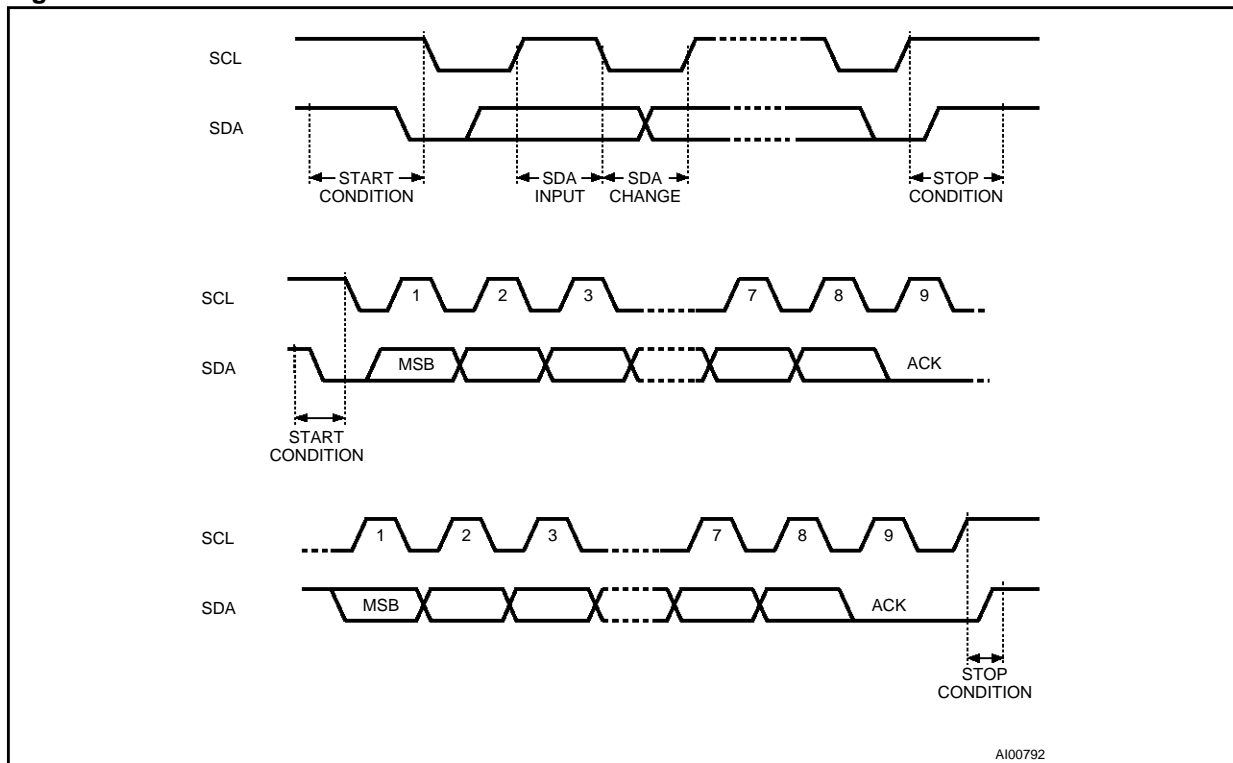 SCL
SDA
START
CONDITION
SDA
INPUT
SDA
CHANGE
STOP
CONDITION
SCL
1 2 3 7 8 9
SDA
MSB ACK
START
CONDITION
SCL
1 2 3 7 8 9
SDA
MSB ACK
STOP
CONDITION
AI00792